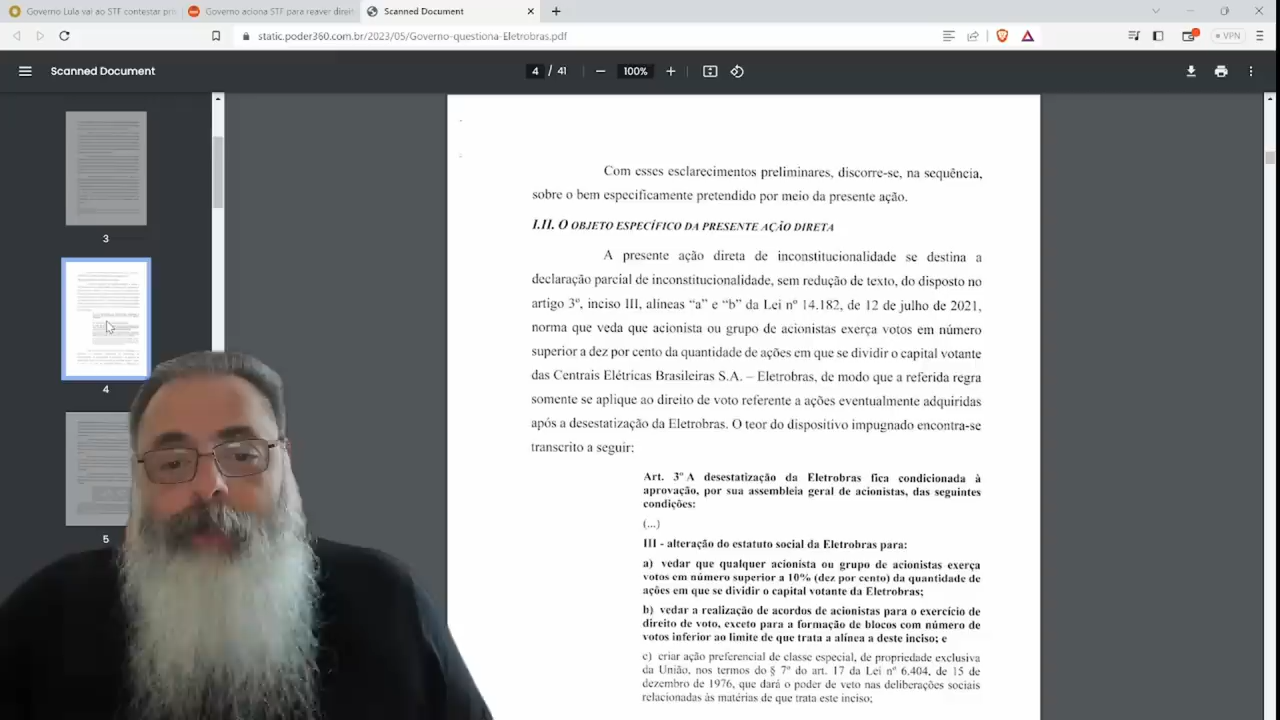 Governo Lula vai ao STF contestar pri
Governo aciona STF para reaver direit
Scanned Document
static.poder360.com.br/2023/05/Governo-questiona-Eletrobras.pdf
VPN
Scanned Document
4 / 41
100%
3
4
5
Com esses esclarecimentos preliminares, discorre-se, na sequência,
sobre o bem especificamente pretendido por meio da presente ação.
I.II. O OBJETO ESPECÍFICO DA PRESENTE AÇÃO DIRETA
A presente ação direta de inconstitucionalidade se destina a
declaração parcial de inconstitucionalidade, sem redução de texto, do disposto no
artigo 3º, inciso III, alíneas “a” e “b” da Lei nº 14.182, de 12 de julho de 2021,
norma que veda que acionista ou grupo de acionistas exerça votos em número
superior a dez por cento da quantidade de ações em que se dividir o capital votante
das Centrais Elétricas Brasileiras S.A. – Eletrobras, de modo que a referida regra
somente se aplique ao direito de voto referente a ações eventualmente adquiridas
após a desestatização da Eletrobras. O teor do dispositivo impugnado encontra-se
transcrito a seguir:
Art. 3º A desestatização da Eletrobras fica condicionada à
aprovação, por sua assembleia geral de acionistas, das seguintes
condições:
(...)
III - alteração do estatuto social da Eletrobras para:
a) vedar que qualquer acionista ou grupo de acionistas exerça
votos em número superior a 10% (dez por cento) da quantidade de
ações em que se dividir o capital votante da Eletrobras;
b) vedar a realização de acordos de acionistas para o exercício de
direito de voto, exceto para a formação de blocos com número de
votos inferior ao limite de que trata a alínea a deste inciso; e
c) criar ação preferencial de classe especial, de propriedade exclusiva
da União, nos termos do § 7º do art. 17 da Lei nº 6.404, de 15 de
dezembro de 1976, que dará o poder de veto nas deliberações sociais
relacionadas às matérias de que trata este inciso;